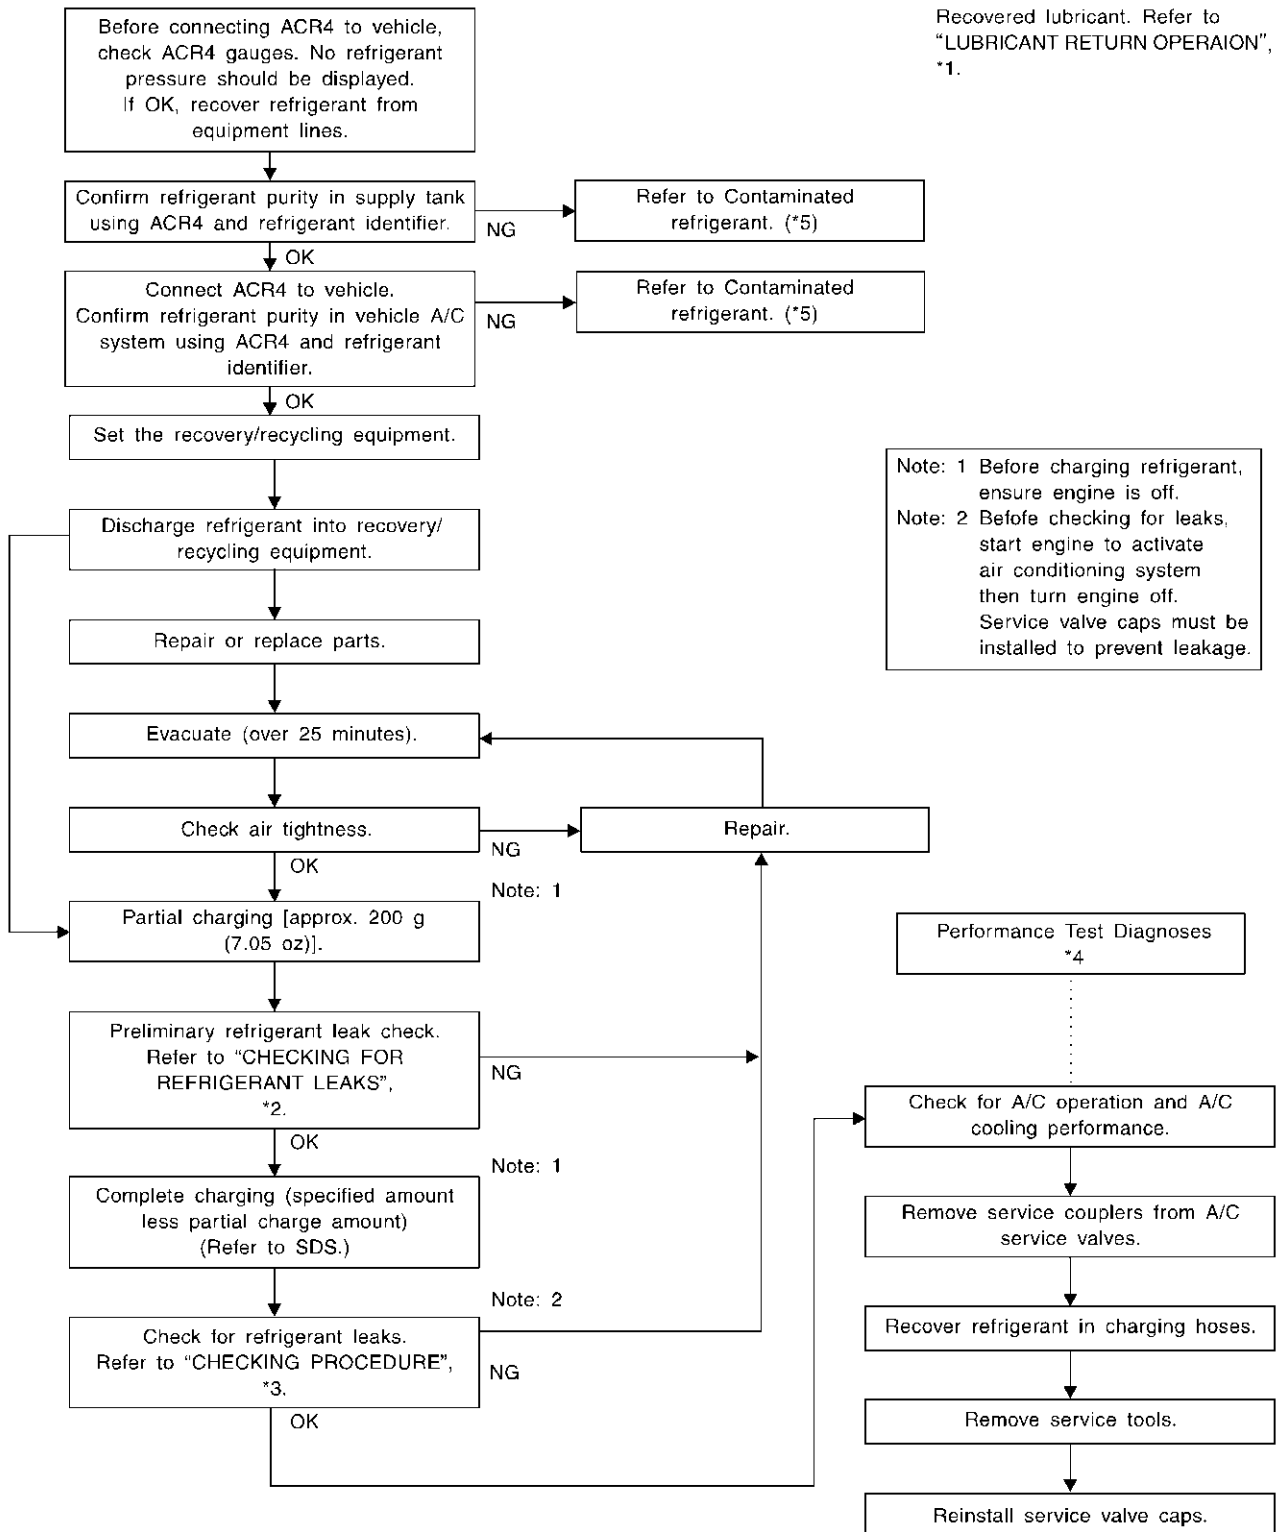 Before connecting ACR4 to vehicle,
check ACR4 gauges. No refrigerant
pressure should be displayed.
If OK, recover refrigerant from
equipment lines.
Recovered lubricant. Refer to
“LUBRICANT RETURN OPERAION”,
*1.
Confirm refrigerant purity in supply tank
using ACR4 and refrigerant identifier.
NG
Refer to Contaminated
refrigerant. (*5)
OK
Connect ACR4 to vehicle.
Confirm refrigerant purity in vehicle A/C
system using ACR4 and refrigerant
identifier.
NG
Refer to Contaminated
refrigerant. (*5)
OK
Set the recovery/recycling equipment.
Note: 1 Before charging refrigerant,
ensure engine is off.
Note: 2 Befofe checking for leaks,
start engine to activate
air conditioning system
then turn engine off.
Service valve caps must be
installed to prevent leakage.
Discharge refrigerant into recovery/
recycling equipment.
Repair or replace parts.
Evacuate (over 25 minutes).
Check air tightness.
NG
Repair.
OK
Note: 1
Partial charging [approx. 200 g
(7.05 oz)].
Preliminary refrigerant leak check.
Refer to “CHECKING FOR
REFRIGERANT LEAKS”,
*2.
NG
OK
Note: 1
Complete charging (specified amount
less partial charge amount)
(Refer to SDS.)
Note: 2
Check for refrigerant leaks.
Refer to “CHECKING PROCEDURE”,
*3.
NG
OK
Performance Test Diagnoses
*4
Check for A/C operation and A/C
cooling performance.
Remove service couplers from A/C
service valves.
Recover refrigerant in charging hoses.
Remove service tools.
Reinstall service valve caps.